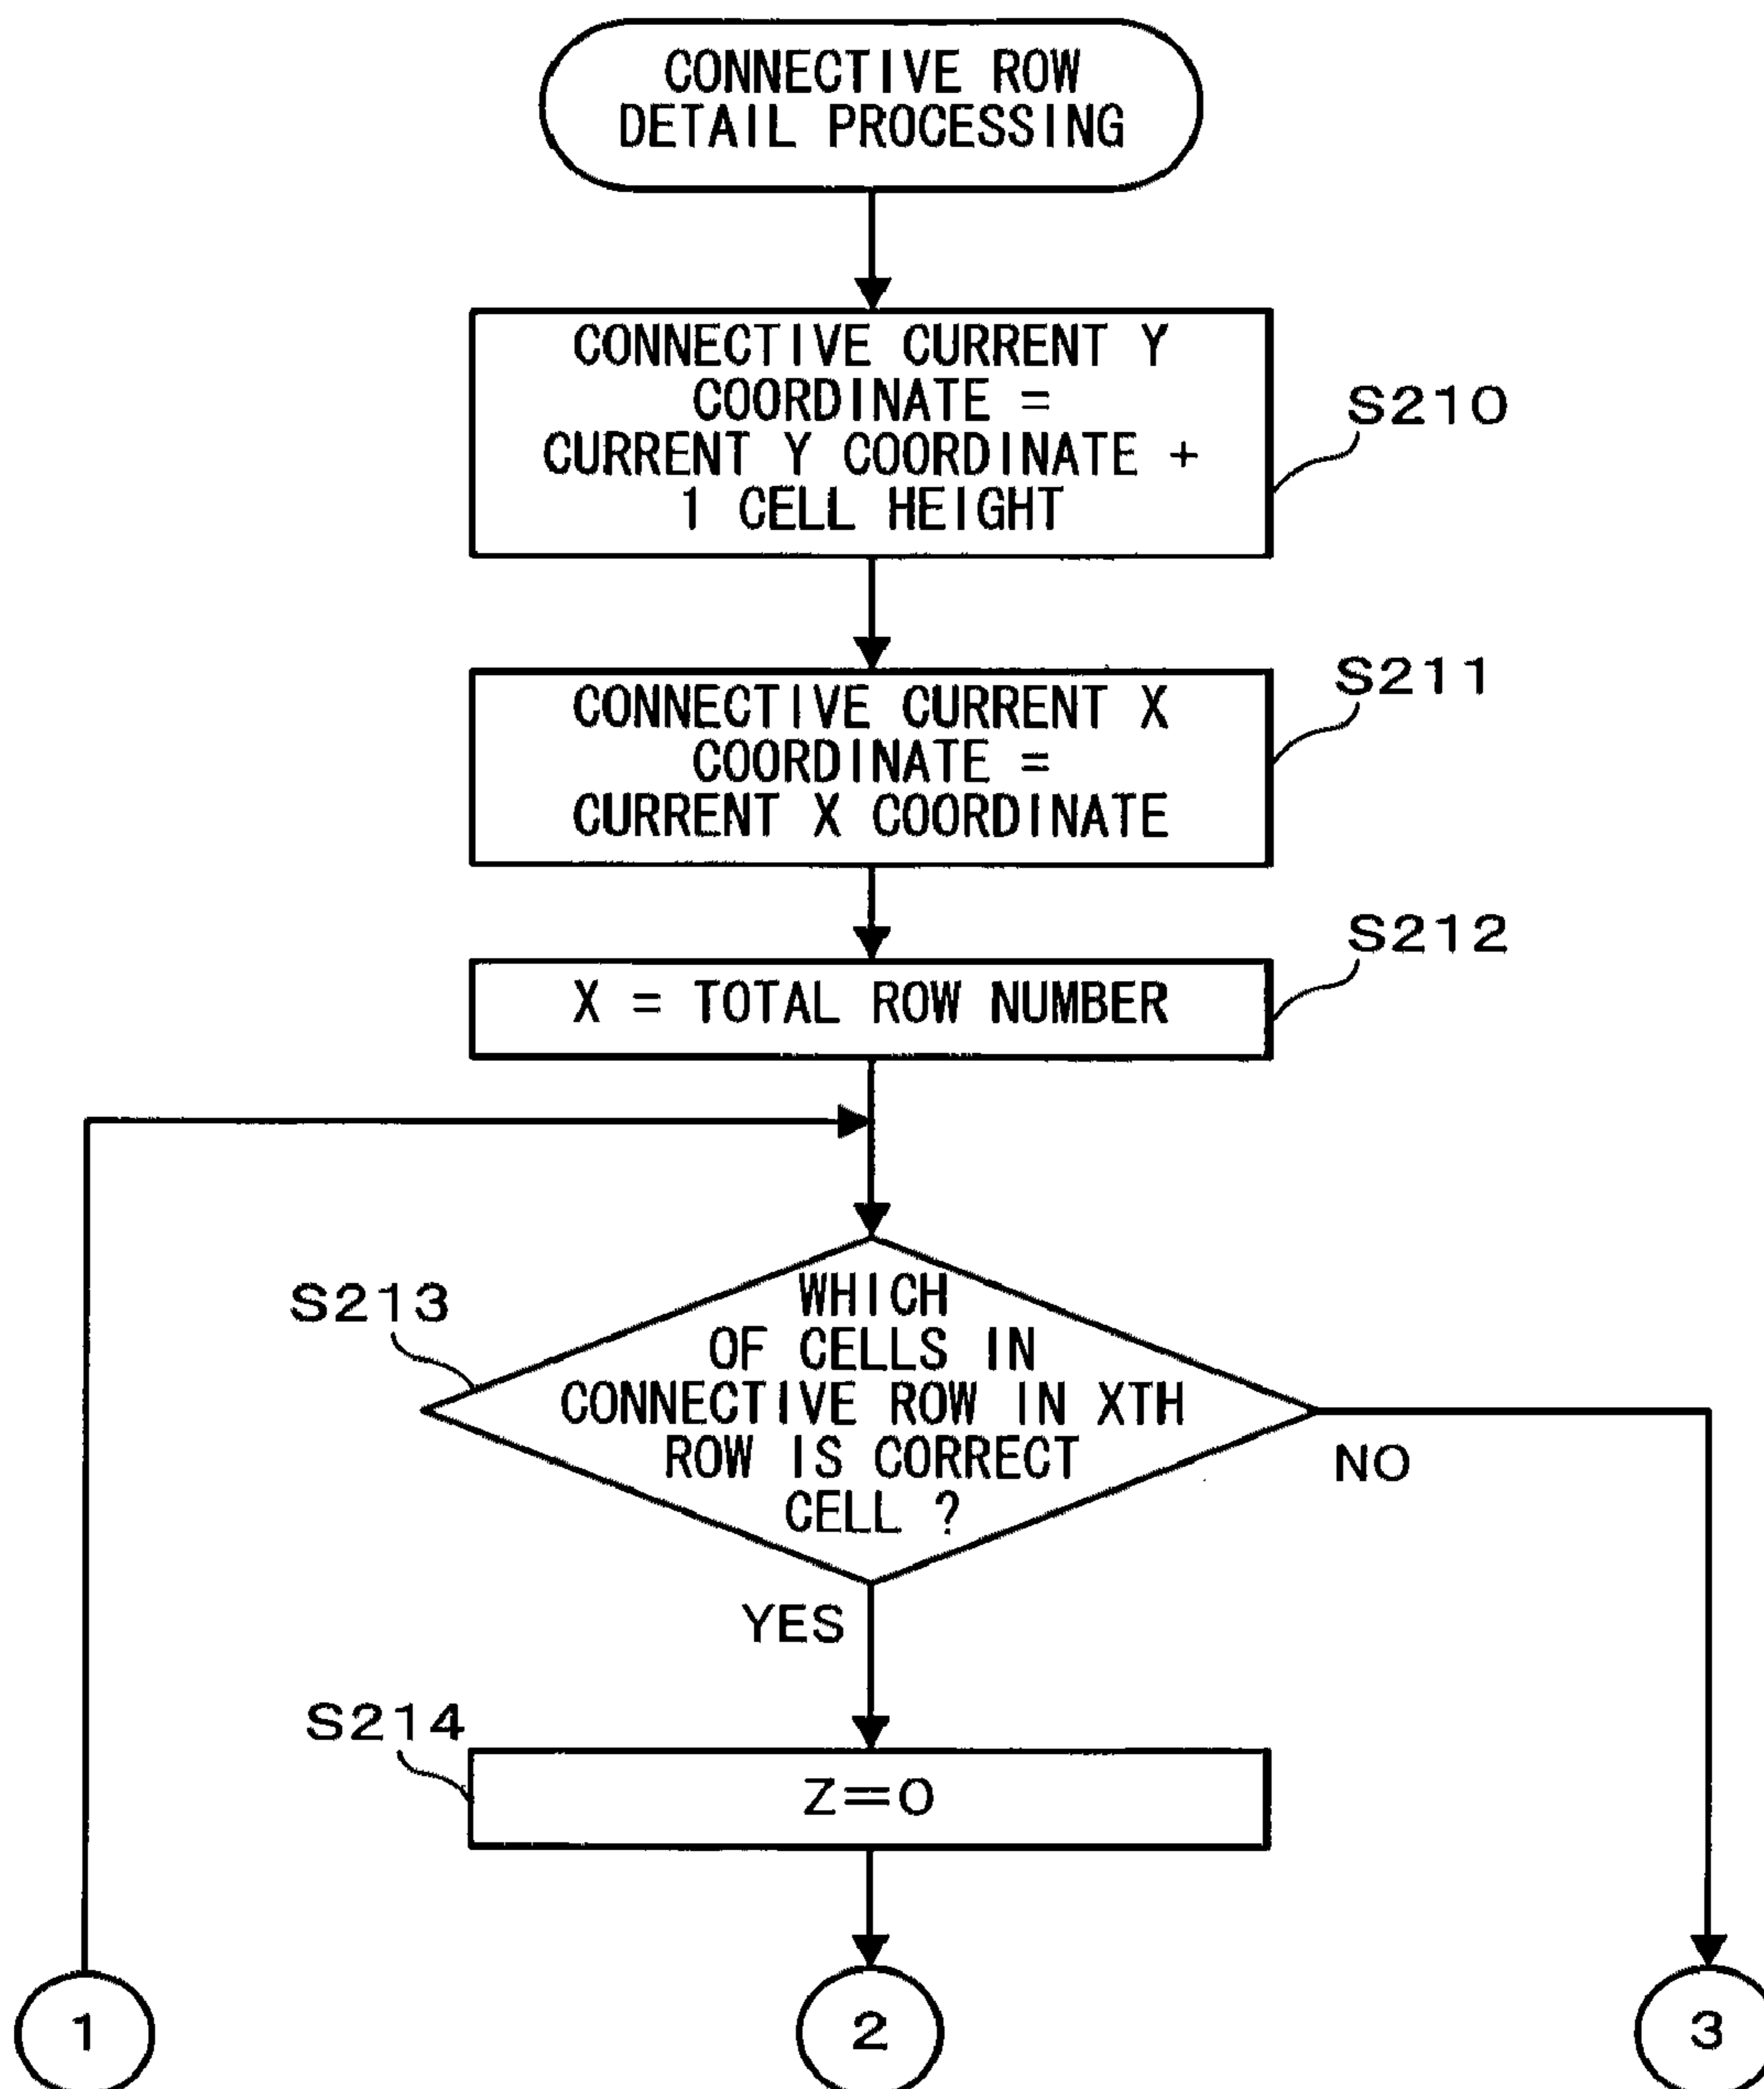 CONNECTIVE ROW
DETAIL PROCESSING
CONNECTIVE CURRENT Y
COORDINATE =
CURRENT Y COORDINATE +
1 CELL HEIGHT
S210
CONNECTIVE CURRENT X
COORDINATE =
CURRENT X COORDINATE
S211
X = TOTAL ROW NUMBER
S212
S213
WHICH
OF CELLS IN
CONNECTIVE ROW IN XTH
ROW IS CORRECT
CELL ?
NO
YES
S214
Z=0
1
2
3